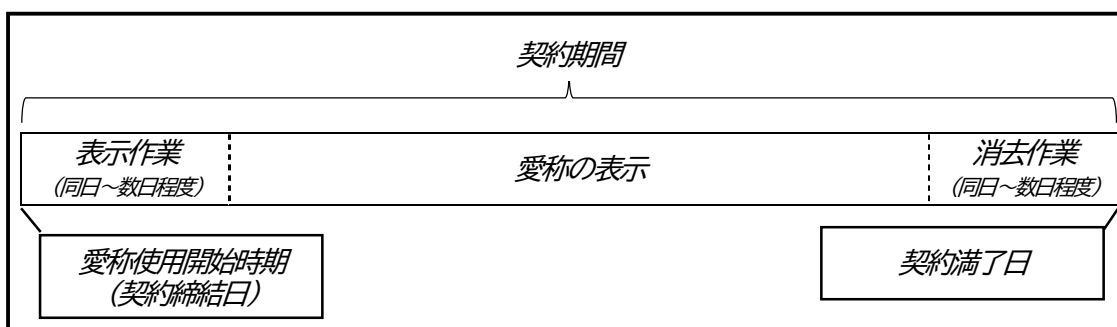 契約期間
表示作業
(同日～数日程度)
愛称の表示
消去作業
(同日～数日程度)
愛称使用開始時期
(契約締結日)
契約満了日